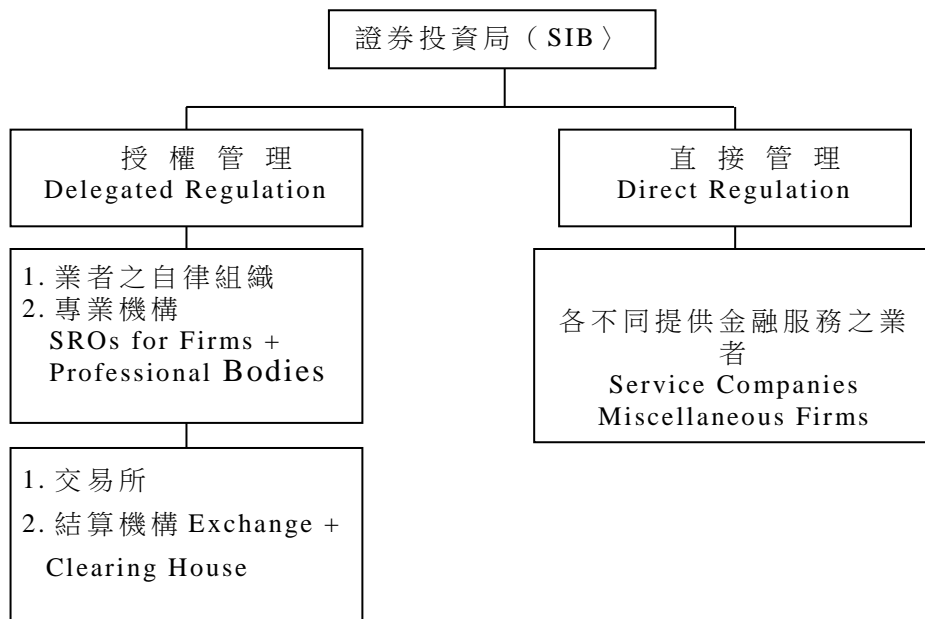 證券投資局（SIB〉
授權管理
Delegated Regulation
直接管理
Direct Regulation
1. 業者之自律組織
2. 專業機構
SROs for Firms +
Professional Bodies
各不同提供金融服務之業
者
Service Companies
Miscellaneous Firms
1. 交易所
2. 結算機構 Exchange +
Clearing House